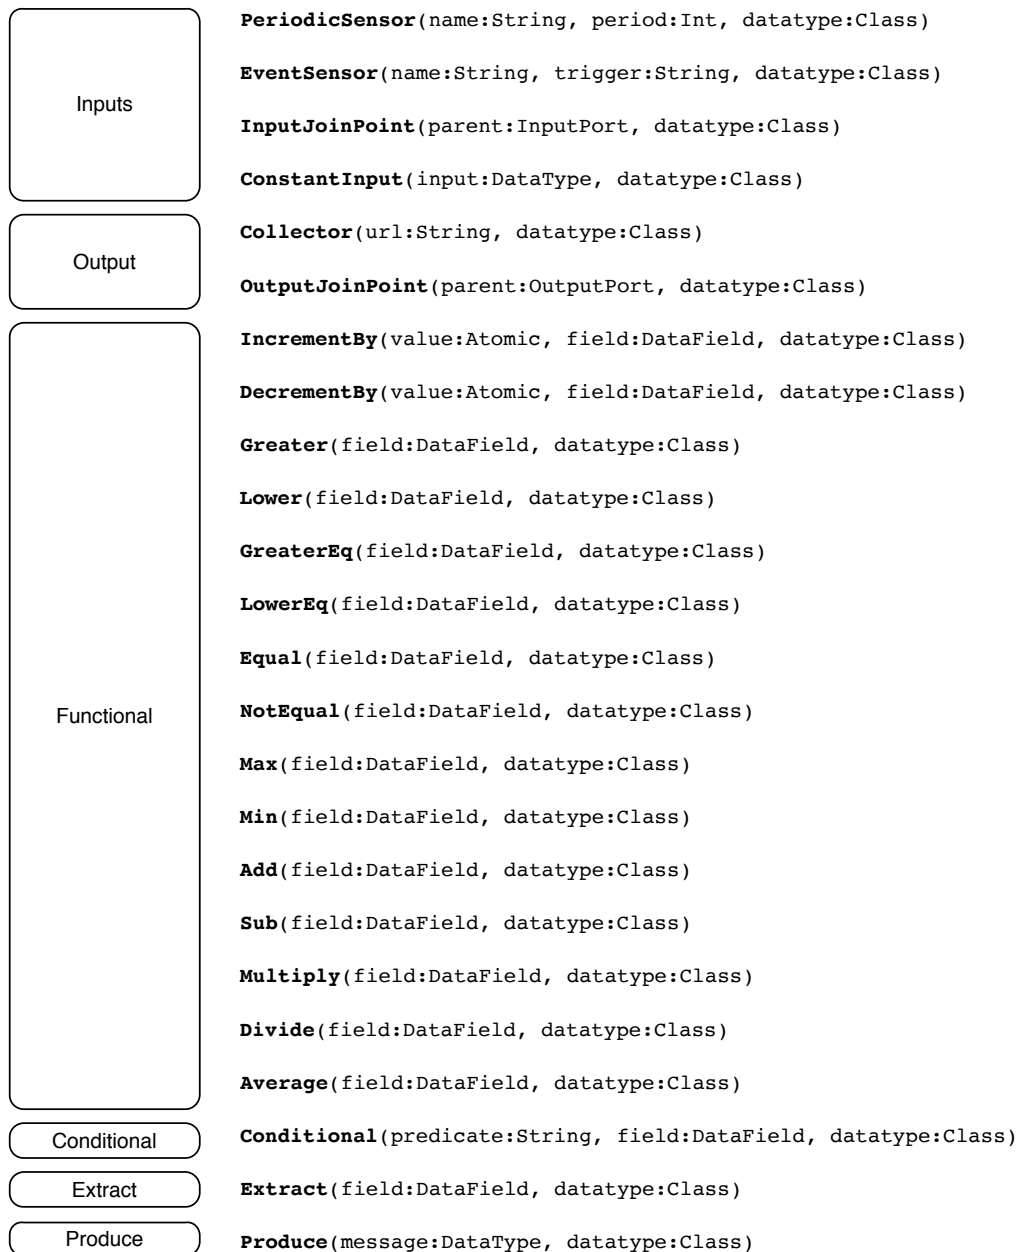 Inputs
PeriodicSensor(name:String, period:Int, datatype:Class)
EventSensor(name:String, trigger:String, datatype:Class)
InputJoinPoint(parent:InputPort, datatype:Class)
ConstantInput(input:DataType, datatype:Class)
Output
Collector(url:String, datatype:Class)
OutputJoinPoint(parent:OutputPort, datatype:Class)
Functional
IncrementBy(value:Atomic, field:DataField, datatype:Class)
DecrementBy(value:Atomic, field:DataField, datatype:Class)
Greater(field:DataField, datatype:Class)
Lower(field:DataField, datatype:Class)
GreaterEq(field:DataField, datatype:Class)
LowerEq(field:DataField, datatype:Class)
Equal(field:DataField, datatype:Class)
NotEqual(field:DataField, datatype:Class)
Max(field:DataField, datatype:Class)
Min(field:DataField, datatype:Class)
Add(field:DataField, datatype:Class)
Sub(field:DataField, datatype:Class)
Multiply(field:DataField, datatype:Class)
Divide(field:DataField, datatype:Class)
Average(field:DataField, datatype:Class)
Conditional
Conditional(predicate:String, field:DataField, datatype:Class)
Extract
Extract(field:DataField, datatype:Class)
Produce
Produce(message:DataType, datatype:Class)